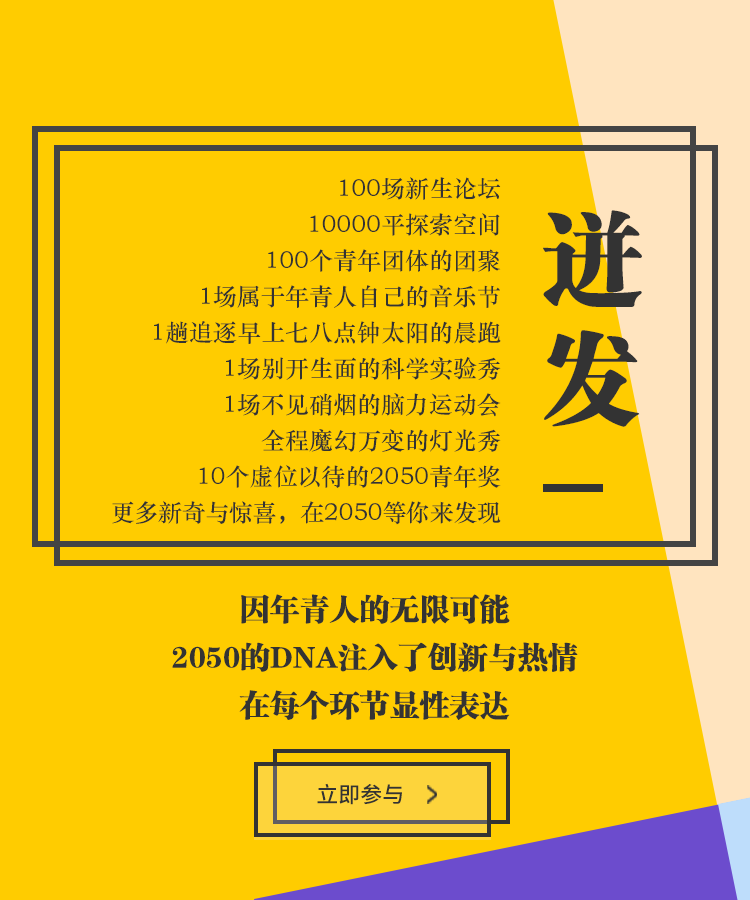 迸发
100场新生论坛
10000平探索空间
100个青年团体的团聚
1场属于年青人自己的音乐节
1趟追逐早上七八点钟太阳的晨跑
1场别开生面的科学实验秀
1场不见硝烟的脑力运动会
全程魔幻万变的灯光秀
10个虚位以待的2050青年奖
更多新奇与惊喜，在2050等你来发现
因年青人的无限可能
2050的DNA注入了创新与热情
在每个环节显性表达
立即参与 >